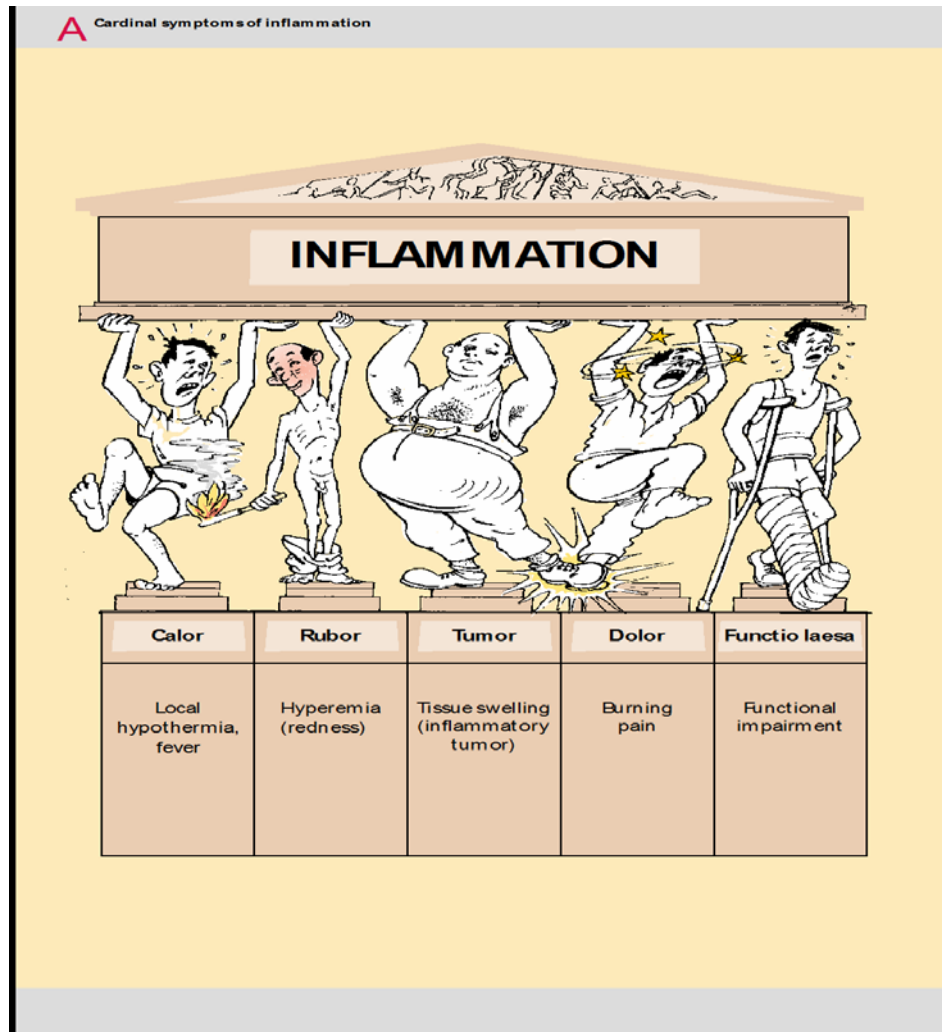 A Cardinal symptoms of inflammation
INFLAMMATION
Calor
Rubor
Tumor
Dolor
Functio laesa
Local
hypothermia,
fever
Hyperemia
(redness)
Tissue swelling
(inflammatory
tumor)
Burning
pain
Functional
impairment